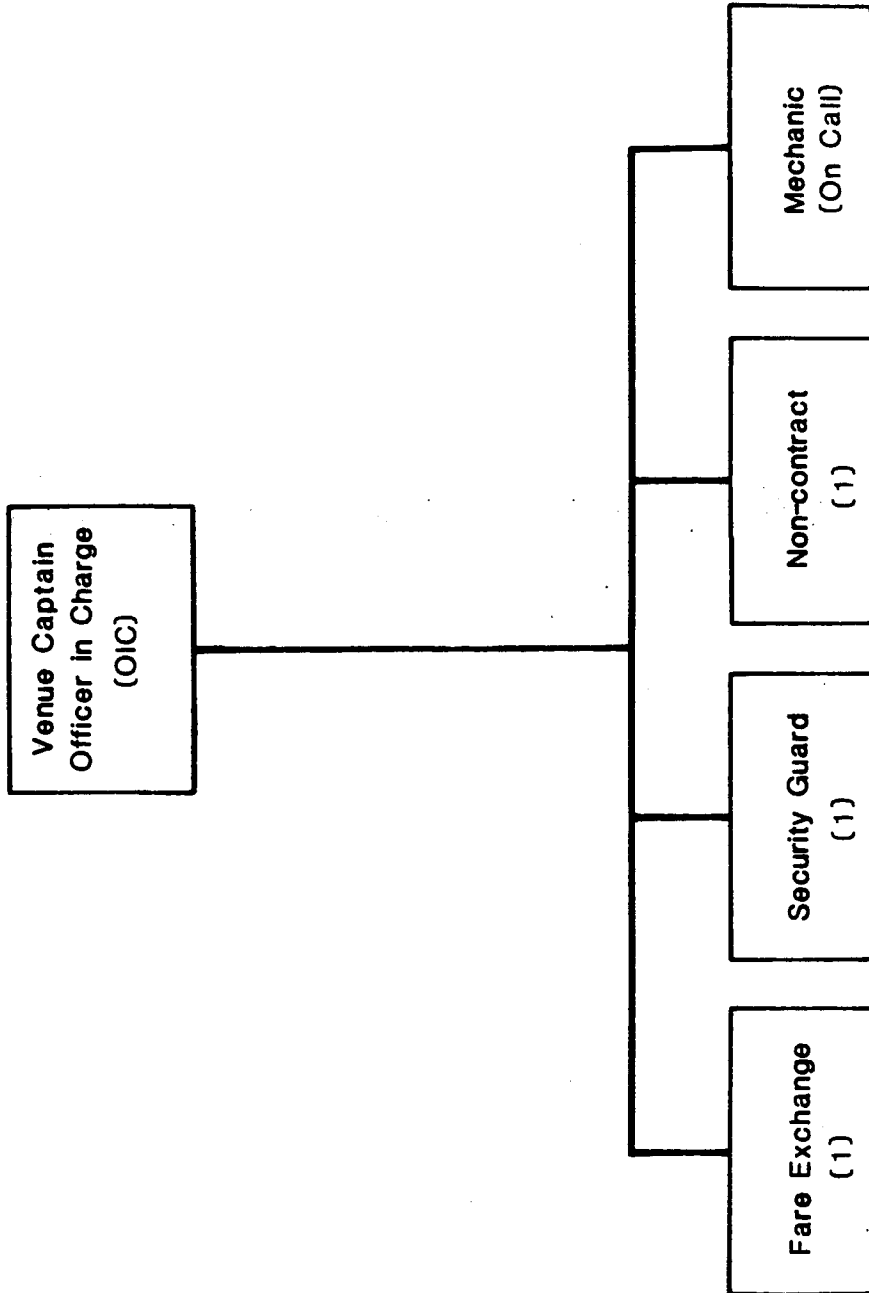 Venue Captain
Officer in Charge
(OIC)
Fare Exchange
(1)
Security Guard
(1)
Non-contract
(1)
Mechanic
(On Call)